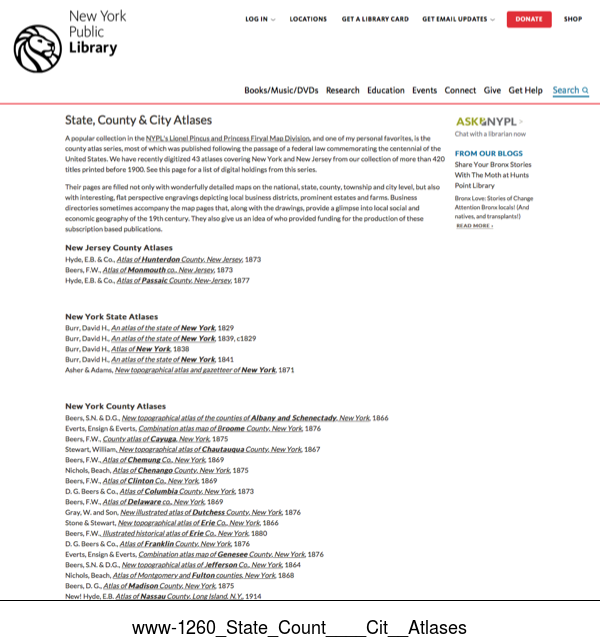 New York
Public
Library
LOG IN LOCATIONS GET A LIBRARY CARD GET EMAIL UPDATES DONATE SHOP
Books/Music/DVDs Research Education Events Connect Give Get Help Search
State, County & City Atlases
A popular collection in the NYPL's Lionel Pincus and Princess Firyal Map Division, and one of my personal favorites, is the
county atlas series, most of which was published following the passage of a federal law commemorating the centennial of the
United States. We have recently digitized 43 atlases covering New York and New Jersey from our collection of more than 420
titles printed before 1900. See this page for a list of digital holdings from this series.
Their pages are filled not only with wonderfully detailed maps on the national, state, county, township and city level, but also
with interesting, flat perspective engravings depicting local business districts, prominent estates and farms. Business
directories sometimes accompany the map pages that, along with the drawings, provide a glimpse into local social and
economic geography of the 19th century. They also give us an idea of who provided funding for the production of these
subscription based publications.
New Jersey County Atlases
Hyde, E.B. & Co., Atlas of Hunterdon County, New Jersey, 1873
Beers, F.W., Atlas of Monmouth co., New Jersey, 1873
Hyde, E.B. & Co., Atlas of Passaic County, New-Jersey, 1877
New York State Atlases
Burr, David H., An atlas of the state of New York, 1829
Burr, David H., An atlas of the state of New York, 1839, c1829
Burr, David H., Atlas of New York, 1838
Burr, David H., An atlas of the state of New York, 1841
Asher & Adams, New topographical atlas and gazetteer of New York, 1871
New York County Atlases
Beers, S.N. & D.G., New topographical atlas of the counties of Albany and Schenectady, New York, 1866
Everts, Ensign & Everts, Combination atlas map of Broome County, New York, 1876
Beers, F.W., County atlas of Cayuga, New York, 1875
Stewart, William, New topographical atlas of Chautauqua County, New York, 1867
Beers, F.W., Atlas of Chemung Co., New York, 1869
Nichols, Beach, Atlas of Chenango County, New York, 1875
Beers, F.W., Atlas of Clinton Co., New York, 1869
D. G. Beers & Co., Atlas of Columbia County, New York, 1873
Beers, F.W., Atlas of Delaware co., New York, 1869
Gray, W. and Son, New illustrated atlas of Dutchess County, New York, 1876
Stone & Stewart, New topographical atlas of Erie Co., New York, 1866
Beers, F.W., Illustrated historical atlas of Erie Co., New York, 1880
D. G. Beers & Co., Atlas of Franklin County, New York, 1876
Everts, Ensign & Everts, Combination atlas map of Genesee County, New York, 1876
Beers, S.N. & D.G., New topographical atlas of Jefferson Co., New York, 1864
Nichols, Beach, Atlas of Montgomery and Fulton counties, New York, 1868
Beers, D. G., Atlas of Madison County, New York, 1875
New! Hyde, E.B. Atlas of Nassau County, Long Island, N.Y., 1914
ASK NYPL
Chat with a librarian now
FROM OUR BLOGS
Share Your Bronx Stories
With The Moth at Hunts
Point Library
Bronx Love: Stories of Change
Attention Bronx locals! (And
natives, and transplants!)
READ MORE ›
www-1260_State_Count____Cit__Atlases